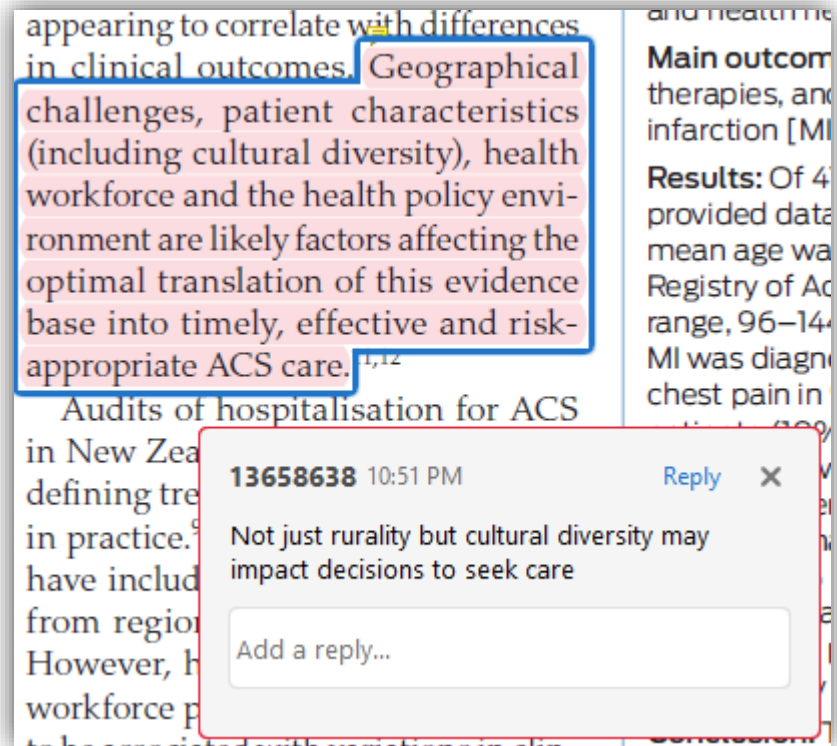 appearing to correlate with differences
in clinical outcomes. Geographical
challenges, patient characteristics
(including cultural diversity), health
workforce and the health policy envi-
ronment are likely factors affecting the
optimal translation of this evidence
base into timely, effective and risk-
appropriate ACS care.11,12
Audits of hospitalisation for ACS
in New Zea
defining tre
in practice.9
have includ
from region
However, h
workforce p
13658638 10:51 PM
Reply
Not just rurality but cultural diversity may
impact decisions to seek care
Add a reply...
Main outcom
therapies, and
infarction [MI
Results: Of 4
provided data
mean age wa
Registry of Ac
range, 96–14
MI was diagn
chest pain in